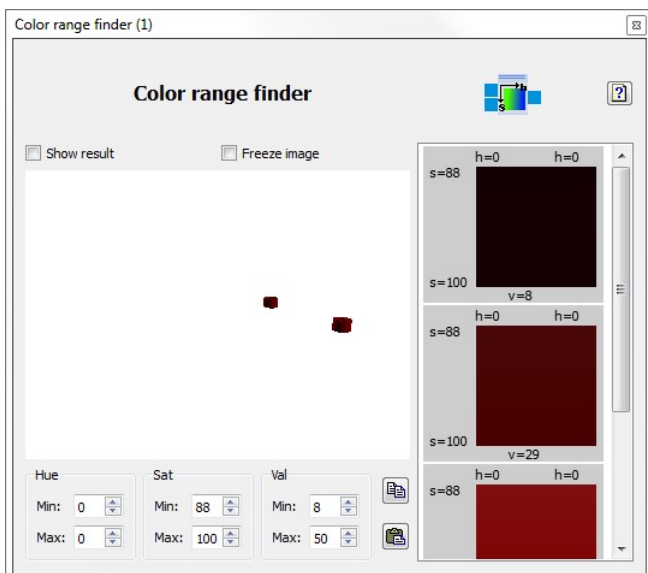 Color range finder (1)
Color range finder
Show result
Freeze image
h=0 h=0
s=88
s=100
v=8
h=0 h=0
s=88
s=100
v=29
h=0 h=0
s=88
Hue
Min: 0
Max: 0
Sat
Min: 88
Max: 100
Val
Min: 8
Max: 50